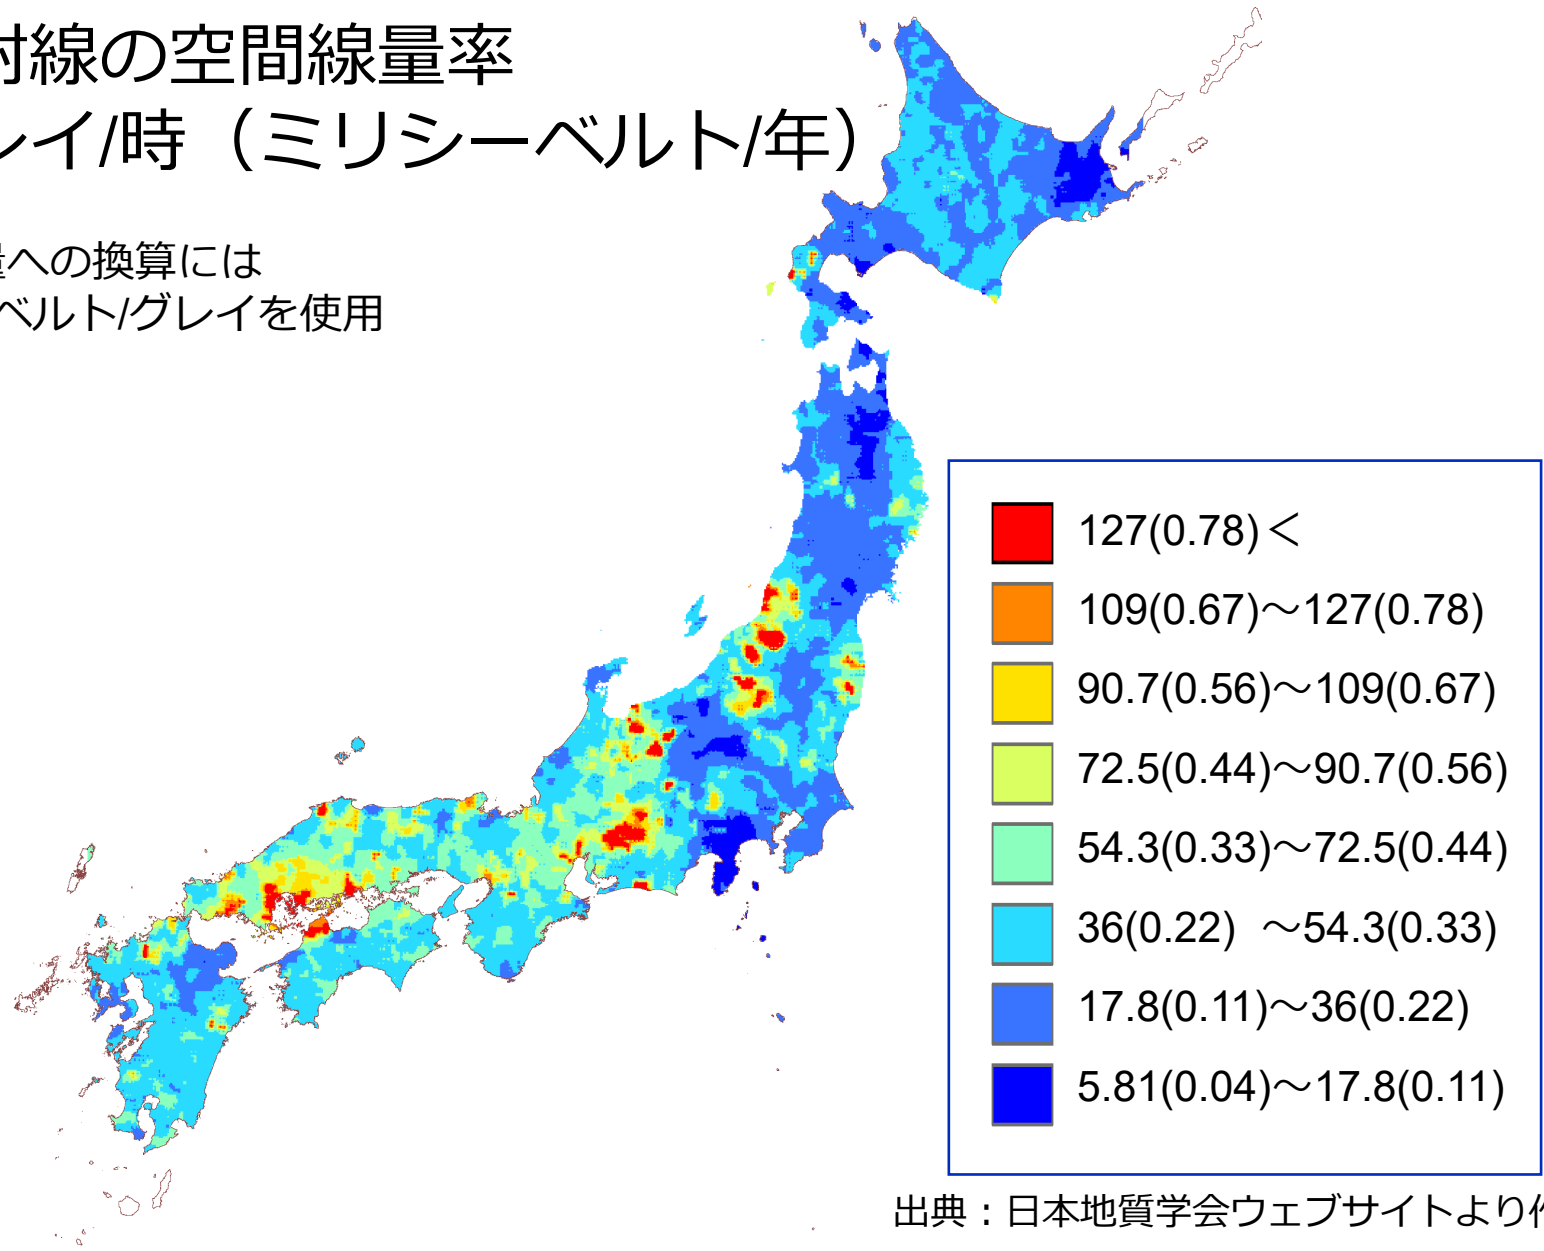 射線の空間線量率
レイ/時（ミリシーベルト/年）
量への換算には
ベルト/グレイを使用
127(0.78)＜
109(0.67)～127(0.78)
90.7(0.56)～109(0.67)
72.5(0.44)～90.7(0.56)
54.3(0.33)～72.5(0.44)
36(0.22) ～54.3(0.33)
17.8(0.11)～36(0.22)
5.81(0.04)～17.8(0.11)
出典：日本地質学会ウェブサイトより作